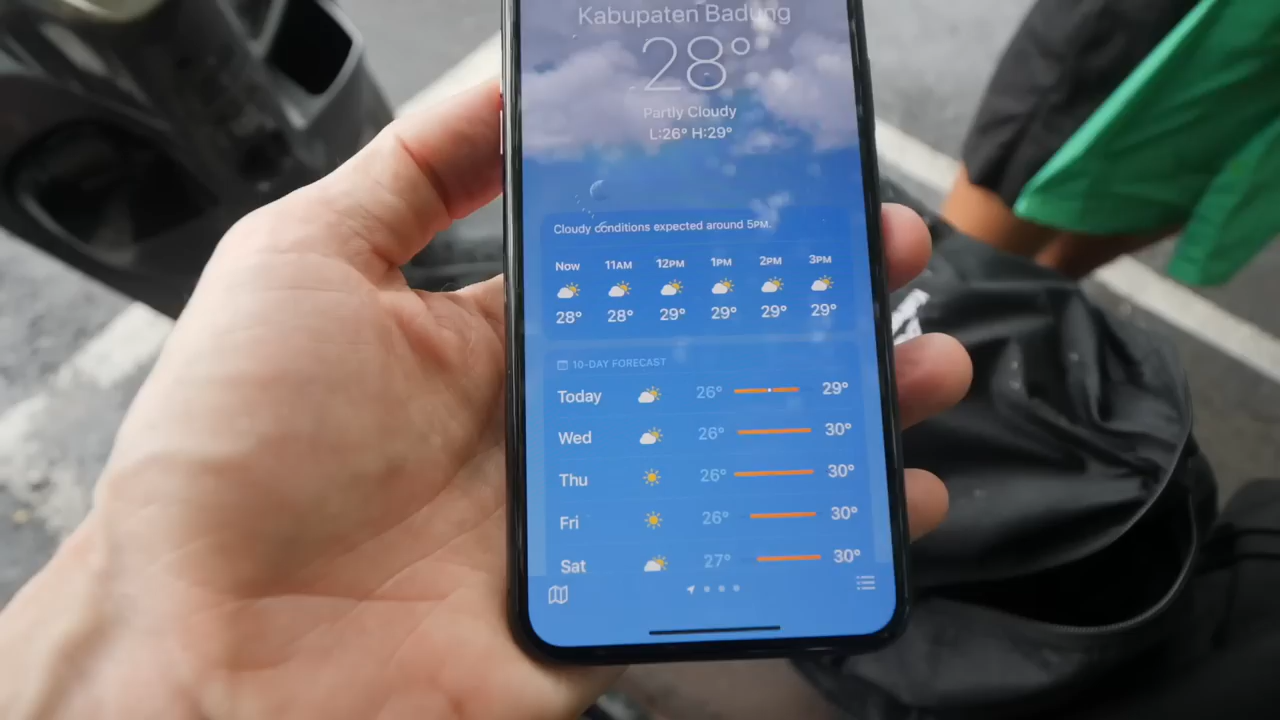 Kabupaten Badung
28°
Partly Cloudy
L:26° H:29°
Cloudy conditions expected around 5PM.
Now 11AM 12PM 1PM 2PM 3PM
28° 28° 29° 29° 29° 29°
10-DAY FORECAST
Today 26° 29°
Wed 26° 30°
Thu 26° 30°
Fri 26° 30°
Sat 27° 30°